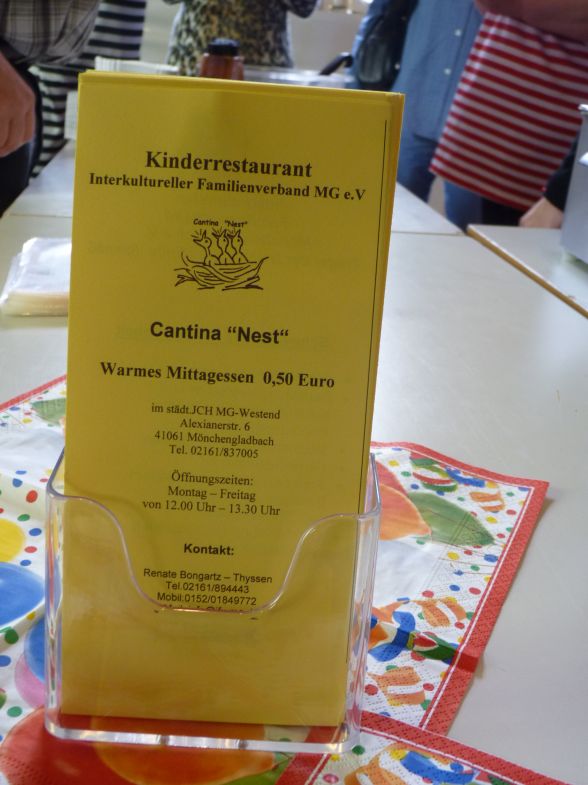 Kinderrestaurant
Interkultureller Familienverband MG e.V
Cantina "Nest"
Cantina “Nest“
Warmes Mittagessen 0,50 Euro
im städt.JCH MG-Westend
Alexianerstr. 6
41061 Mönchengladbach
Tel. 02161/837005
Öffnungszeiten:
Montag – Freitag
von 12.00 Uhr – 13.30 Uhr
Kontakt:
Renate Bongartz – Thyssen
Tel.02161/894443
Mobil.0152/01849772